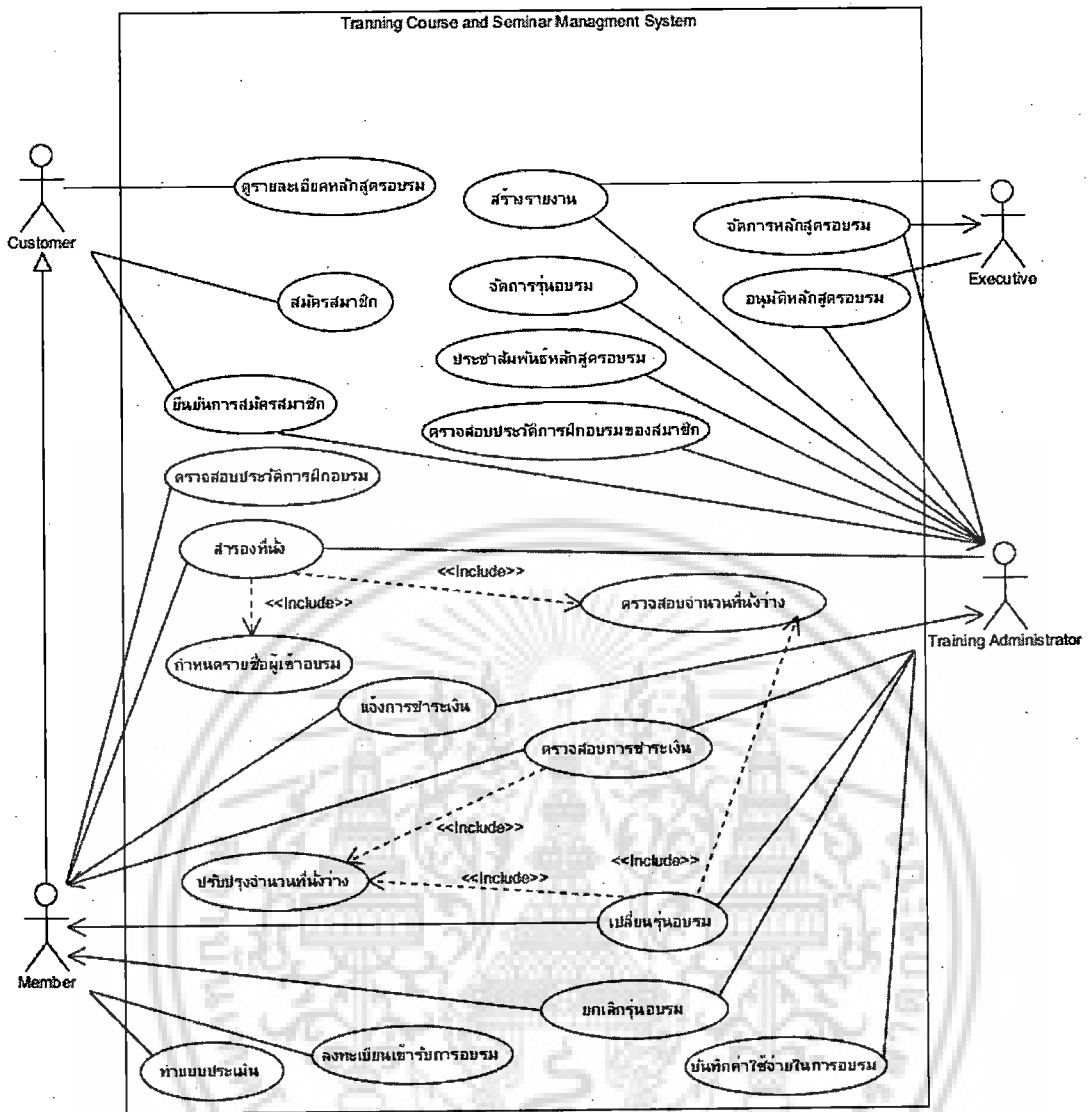 Tranning Course and Seminar Managment System
ดูรายละเอียดหลักสูตรอบรม
สร้างรายงาน
จัดการหลักสูตรอบรม
Customer
Executive
สมัครสมาชิก
จัดการรุ่นอบรม
อนุมัติหลักสูตรอบรม
ประชาสัมพันธ์หลักสูตรอบรม
ยืนยันการสมัครสมาชิก
ตรวจสอบประวัติการฝึกอบรมของสมาชิก
ตรวจสอบประวัติการฝึกอบรม
สำรองที่นั่ง
<<Include>>
<<Include>>
ตรวจสอบจำนวนที่นั่งว่าง
Training Administrator
กำหนดรายชื่อผู้เข้าอบรม
แจ้งการชำระเงิน
ตรวจสอบการชำระเงิน
<<Include>>
<<Include>>
<<Include>>
ปรับปรุงจำนวนที่นั่งว่าง
เปลี่ยนรุ่นอบรม
Member
ยกเลิกรุ่นอบรม
ลงทะเบียนเข้ารับการอบรม
บันทึกค่าใช้จ่ายในการอบรม
ทำแบบประเมิน